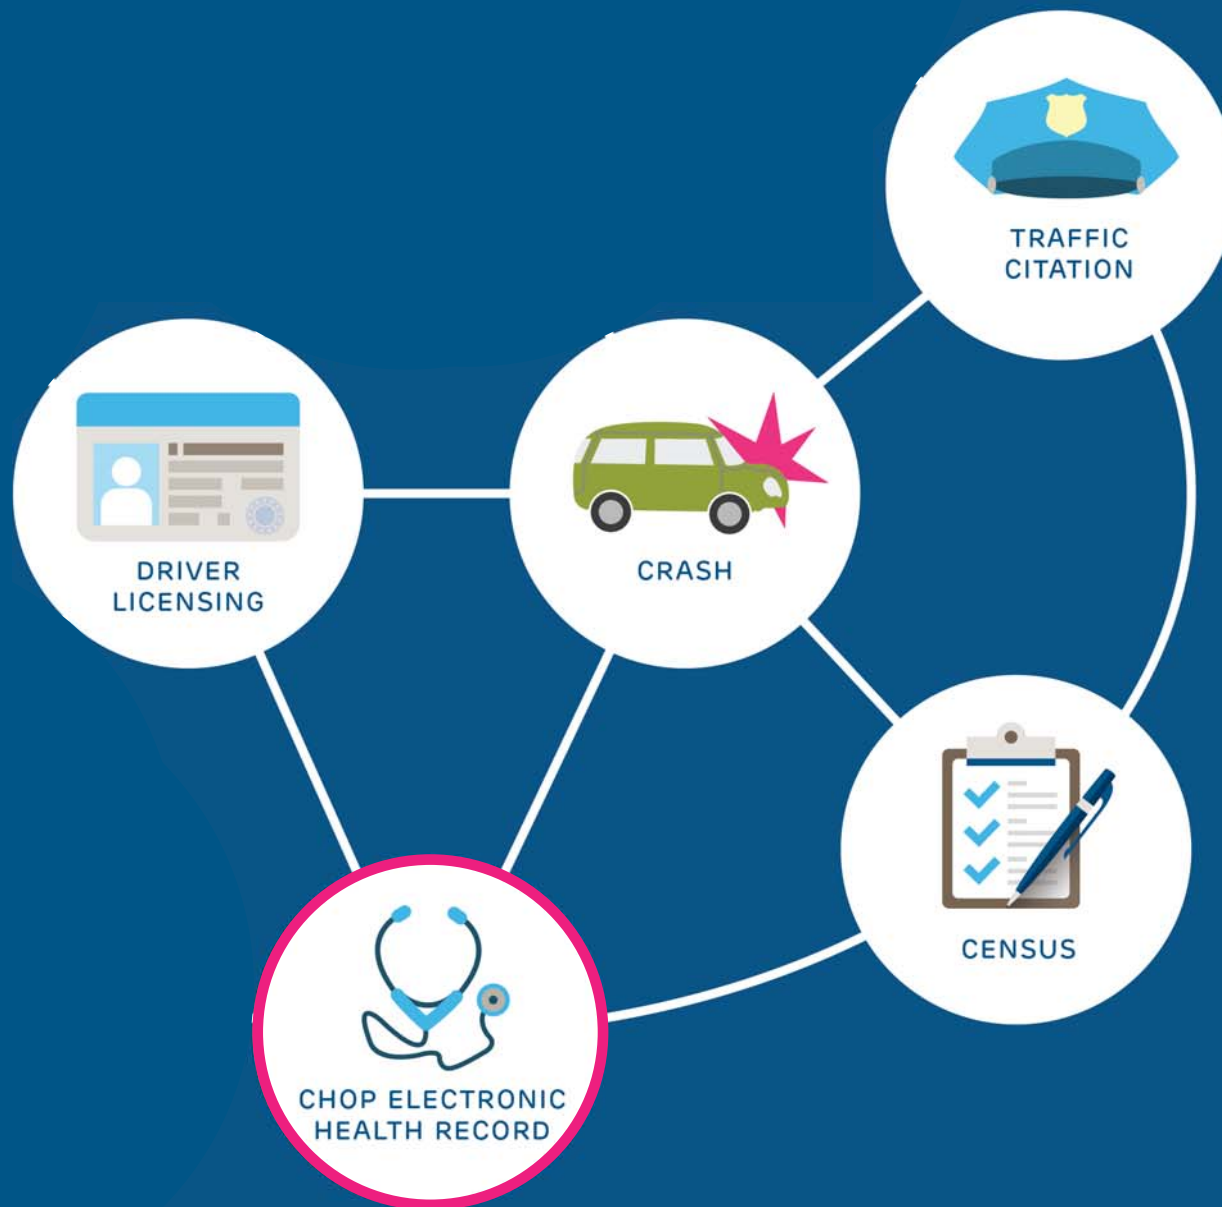 TRAFFIC
CITATION
DRIVER
LICENSING
CRASH
CENSUS
CHOP ELECTRONIC
HEALTH RECORD